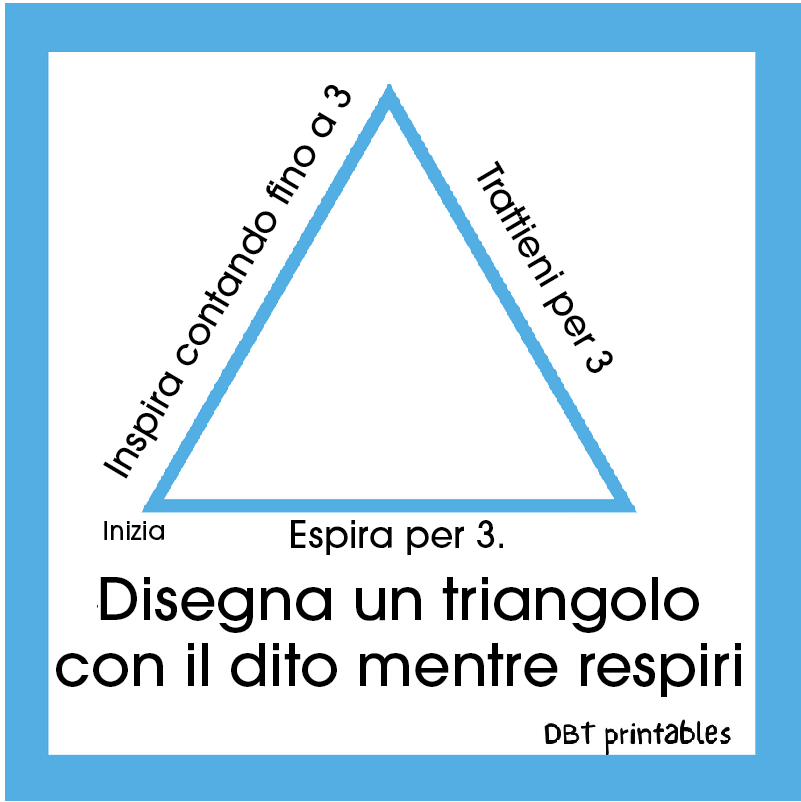 Inspira contando fino a 3
Trattieni per 3
Inizia
Espira per 3.
Disegna un triangolo
con il dito mentre respiri
DBT printables